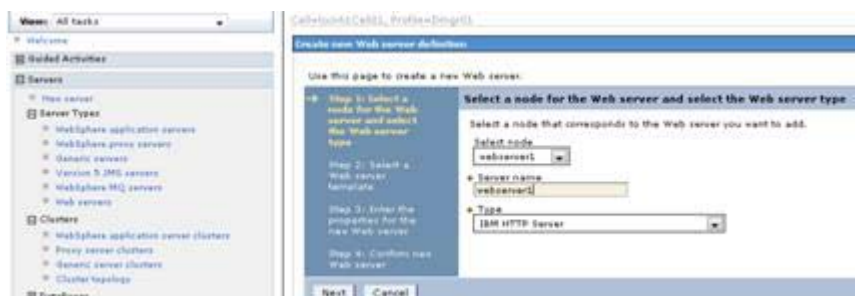 View: All tasks
Welcome
Guided Activities
Servers
New server
Server Types
WebSphere application servers
WebSphere proxy servers
Generic servers
Version 5 JMS servers
WebSphere MQ servers
Web servers
Clusters
WebSphere application server clusters
Proxy server clusters
Generic server clusters
Cluster topology
Create new Web server definition
Use this page to create a new Web server.
Step 1: Select a
node for the Web
server and select
the Web server
type
Step 2: Select a
Web server
template
Step 3: Enter the
properties for the
new Web server
Step 4: Confirm new
Web server
Select a node for the Web server and select the Web server type
Select a node that corresponds to the Web server you want to add.
Select node
webserver1
Server name
webserver1
Type
IBM HTTP Server
Next Cancel